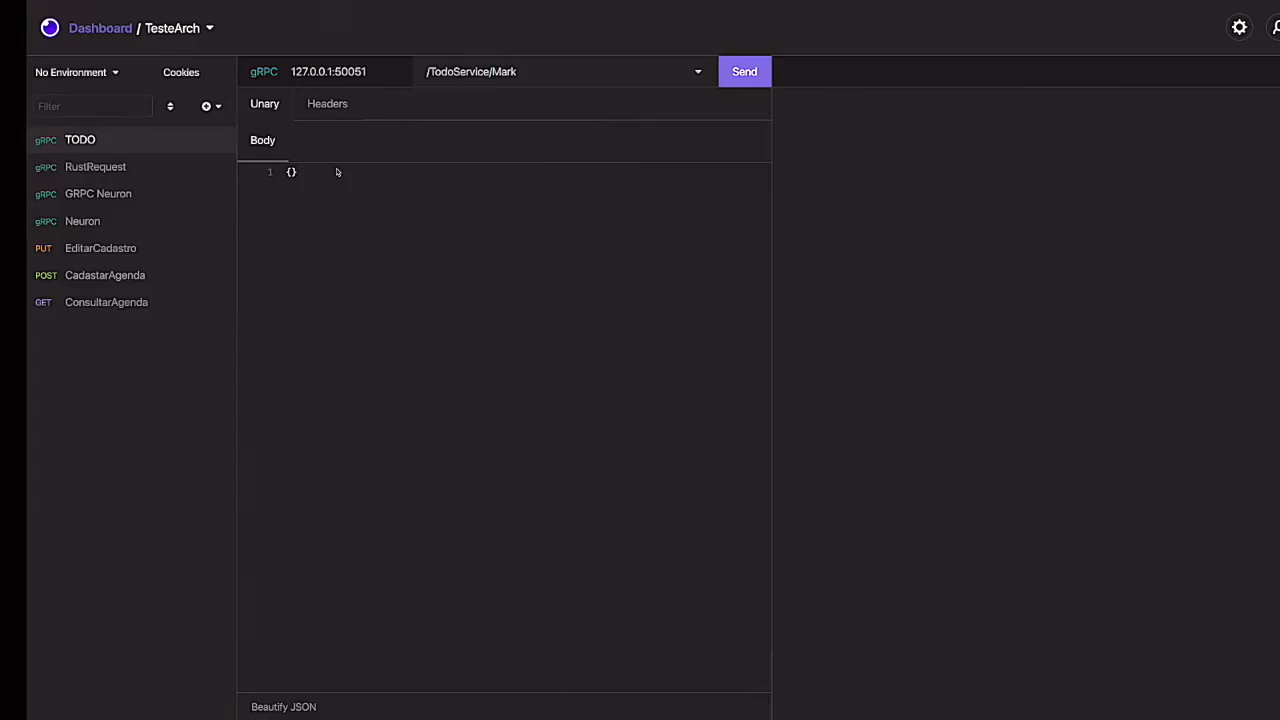 Dashboard / TesteArch
No Environment Cookies
Filter
gRPC TODO
gRPC RustRequest
gRPC GRPC Neuron
gRPC Neuron
PUT EditarCadastro
POST CadastarAgenda
GET ConsultarAgenda
gRPC 127.0.0.1:50051 /TodoService/Mark Send
Unary Headers
Body
1 {}
Beautify JSON